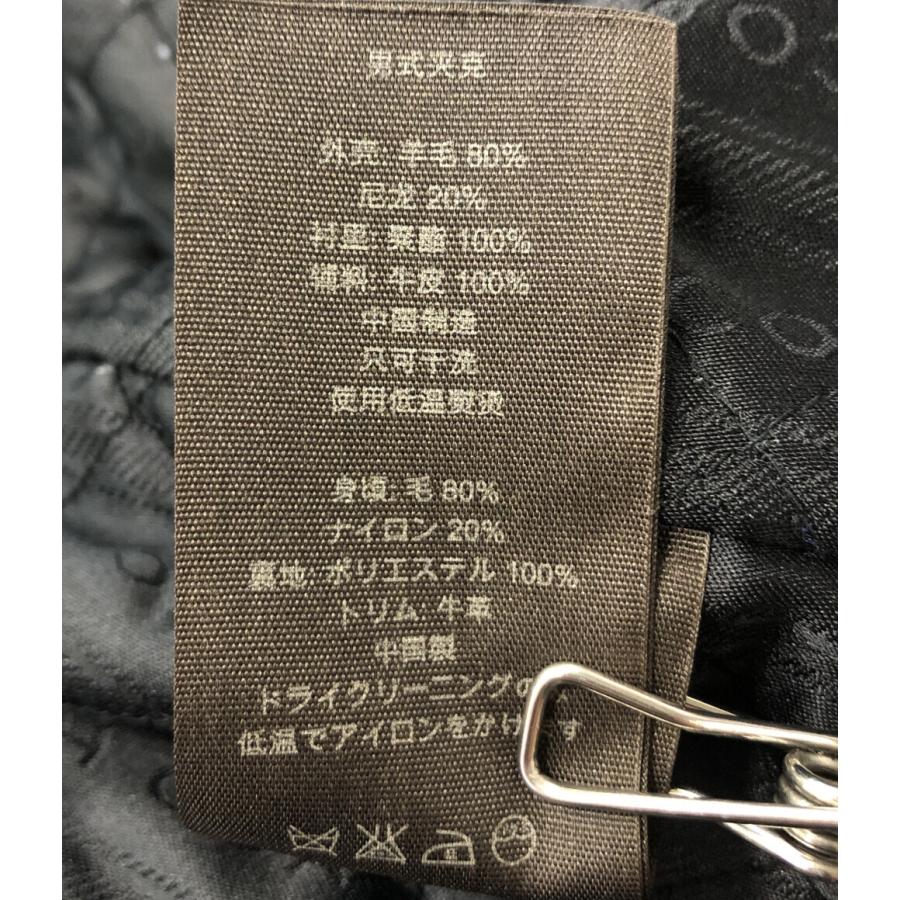 男式夹克
外壳: 羊毛 80%
尼龙 20%
衬里: 聚酯 100%
辅料: 牛皮 100%
中国制造
只可干洗
使用低温熨烫
身頃: 毛 80%
ナイロン 20%
裏地: ポリエステル 100%
トリム: 牛革
中国製
ドライクリーニングの
低温でアイロンをかけ す